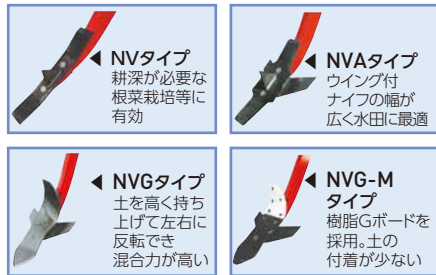 ◀ NVタイプ
耕深が必要な
根菜栽培等に
有効
◀ NVAタイプ
ウイング付
ナイフの幅が
広く水田に最適
◀ NVGタイプ
土を高く持ち
上げて左右に
反転でき
混合力が高い
◀ NVG-M
タイプ
樹脂Gボードを
採用。土の
付着が少ない